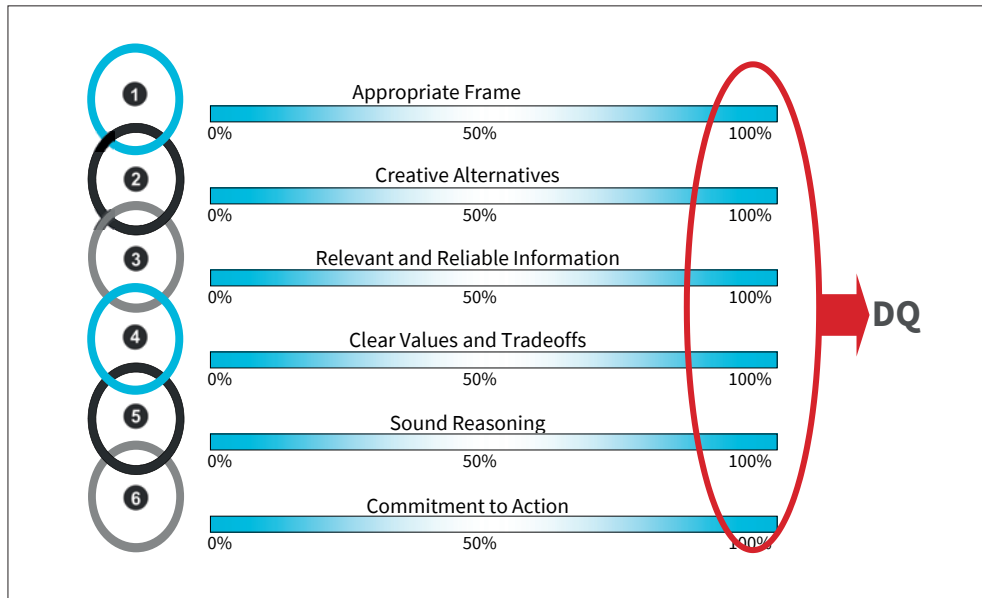 1
Appropriate Frame
0% 50% 100%
2
Creative Alternatives
0% 50% 100%
3
Relevant and Reliable Information
0% 50% 100%
4
Clear Values and Tradeoffs
0% 50% 100%
5
Sound Reasoning
0% 50% 100%
6
Commitment to Action
0% 50% 100%
DQ